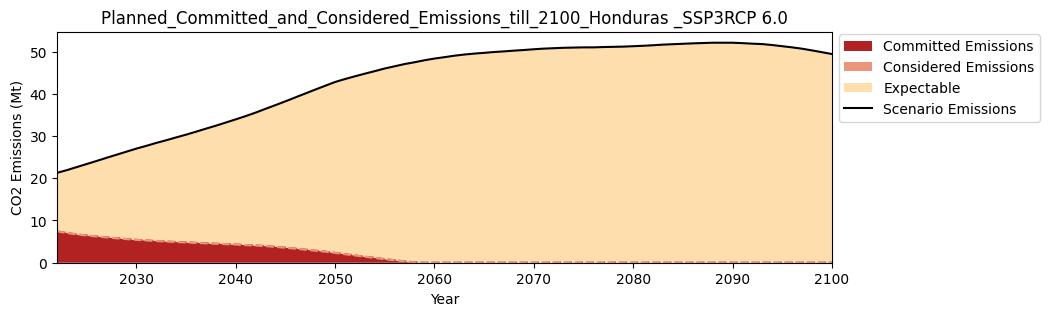 Planned_Committed_and_Considered_Emissions_till_2100_Honduras _SSP3RCP 6.0
Committed Emissions
Considered Emissions
Expectable
Scenario Emissions
CO2 Emissions (Mt)
50
40
30
20
10
0
2030 2040 2050 2060 2070 2080 2090 2100
Year